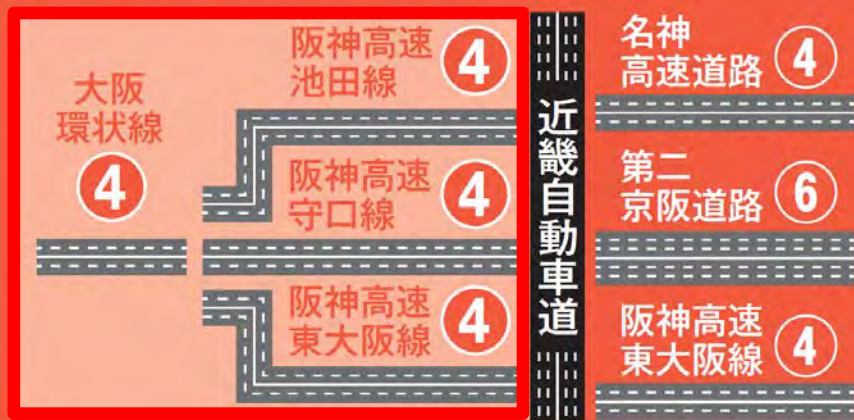 大阪
環状線
4
阪神高速
池田線
4
阪神高速
守口線
4
阪神高速
東大阪線
4
近畿自動車道
名神
高速道路
4
第二
京阪道路
6
阪神高速
東大阪線
4